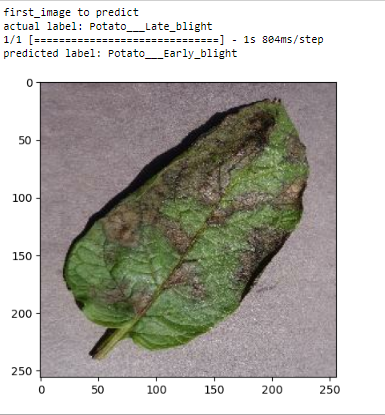 first_image to predict
actual label: Potato___Late_blight
1/1 [==============================] - 1s 804ms/step
predicted label: Potato___Early_blight
0
50
100
150
200
250
0 50 100 150 200 250